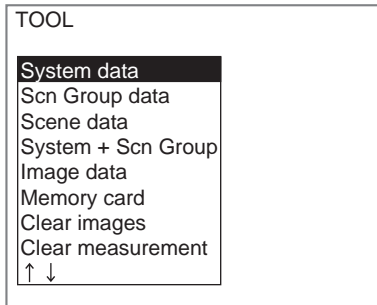 TOOL
System data
Scn Group data
Scene data
System + Scn Group
Image data
Memory card
Clear images
Clear measurement
↑ ↓